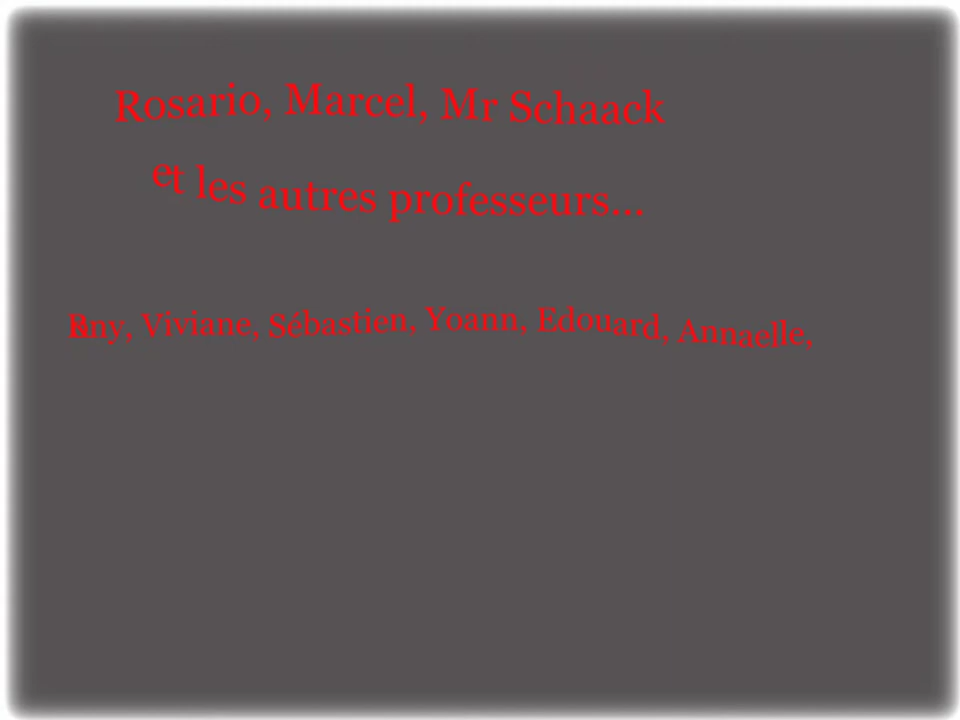 Rosario, Marcel, Mr Schaack
et les autres professeurs...
Viviane, Sébastien, Yoann, Edouard, Annaelle,